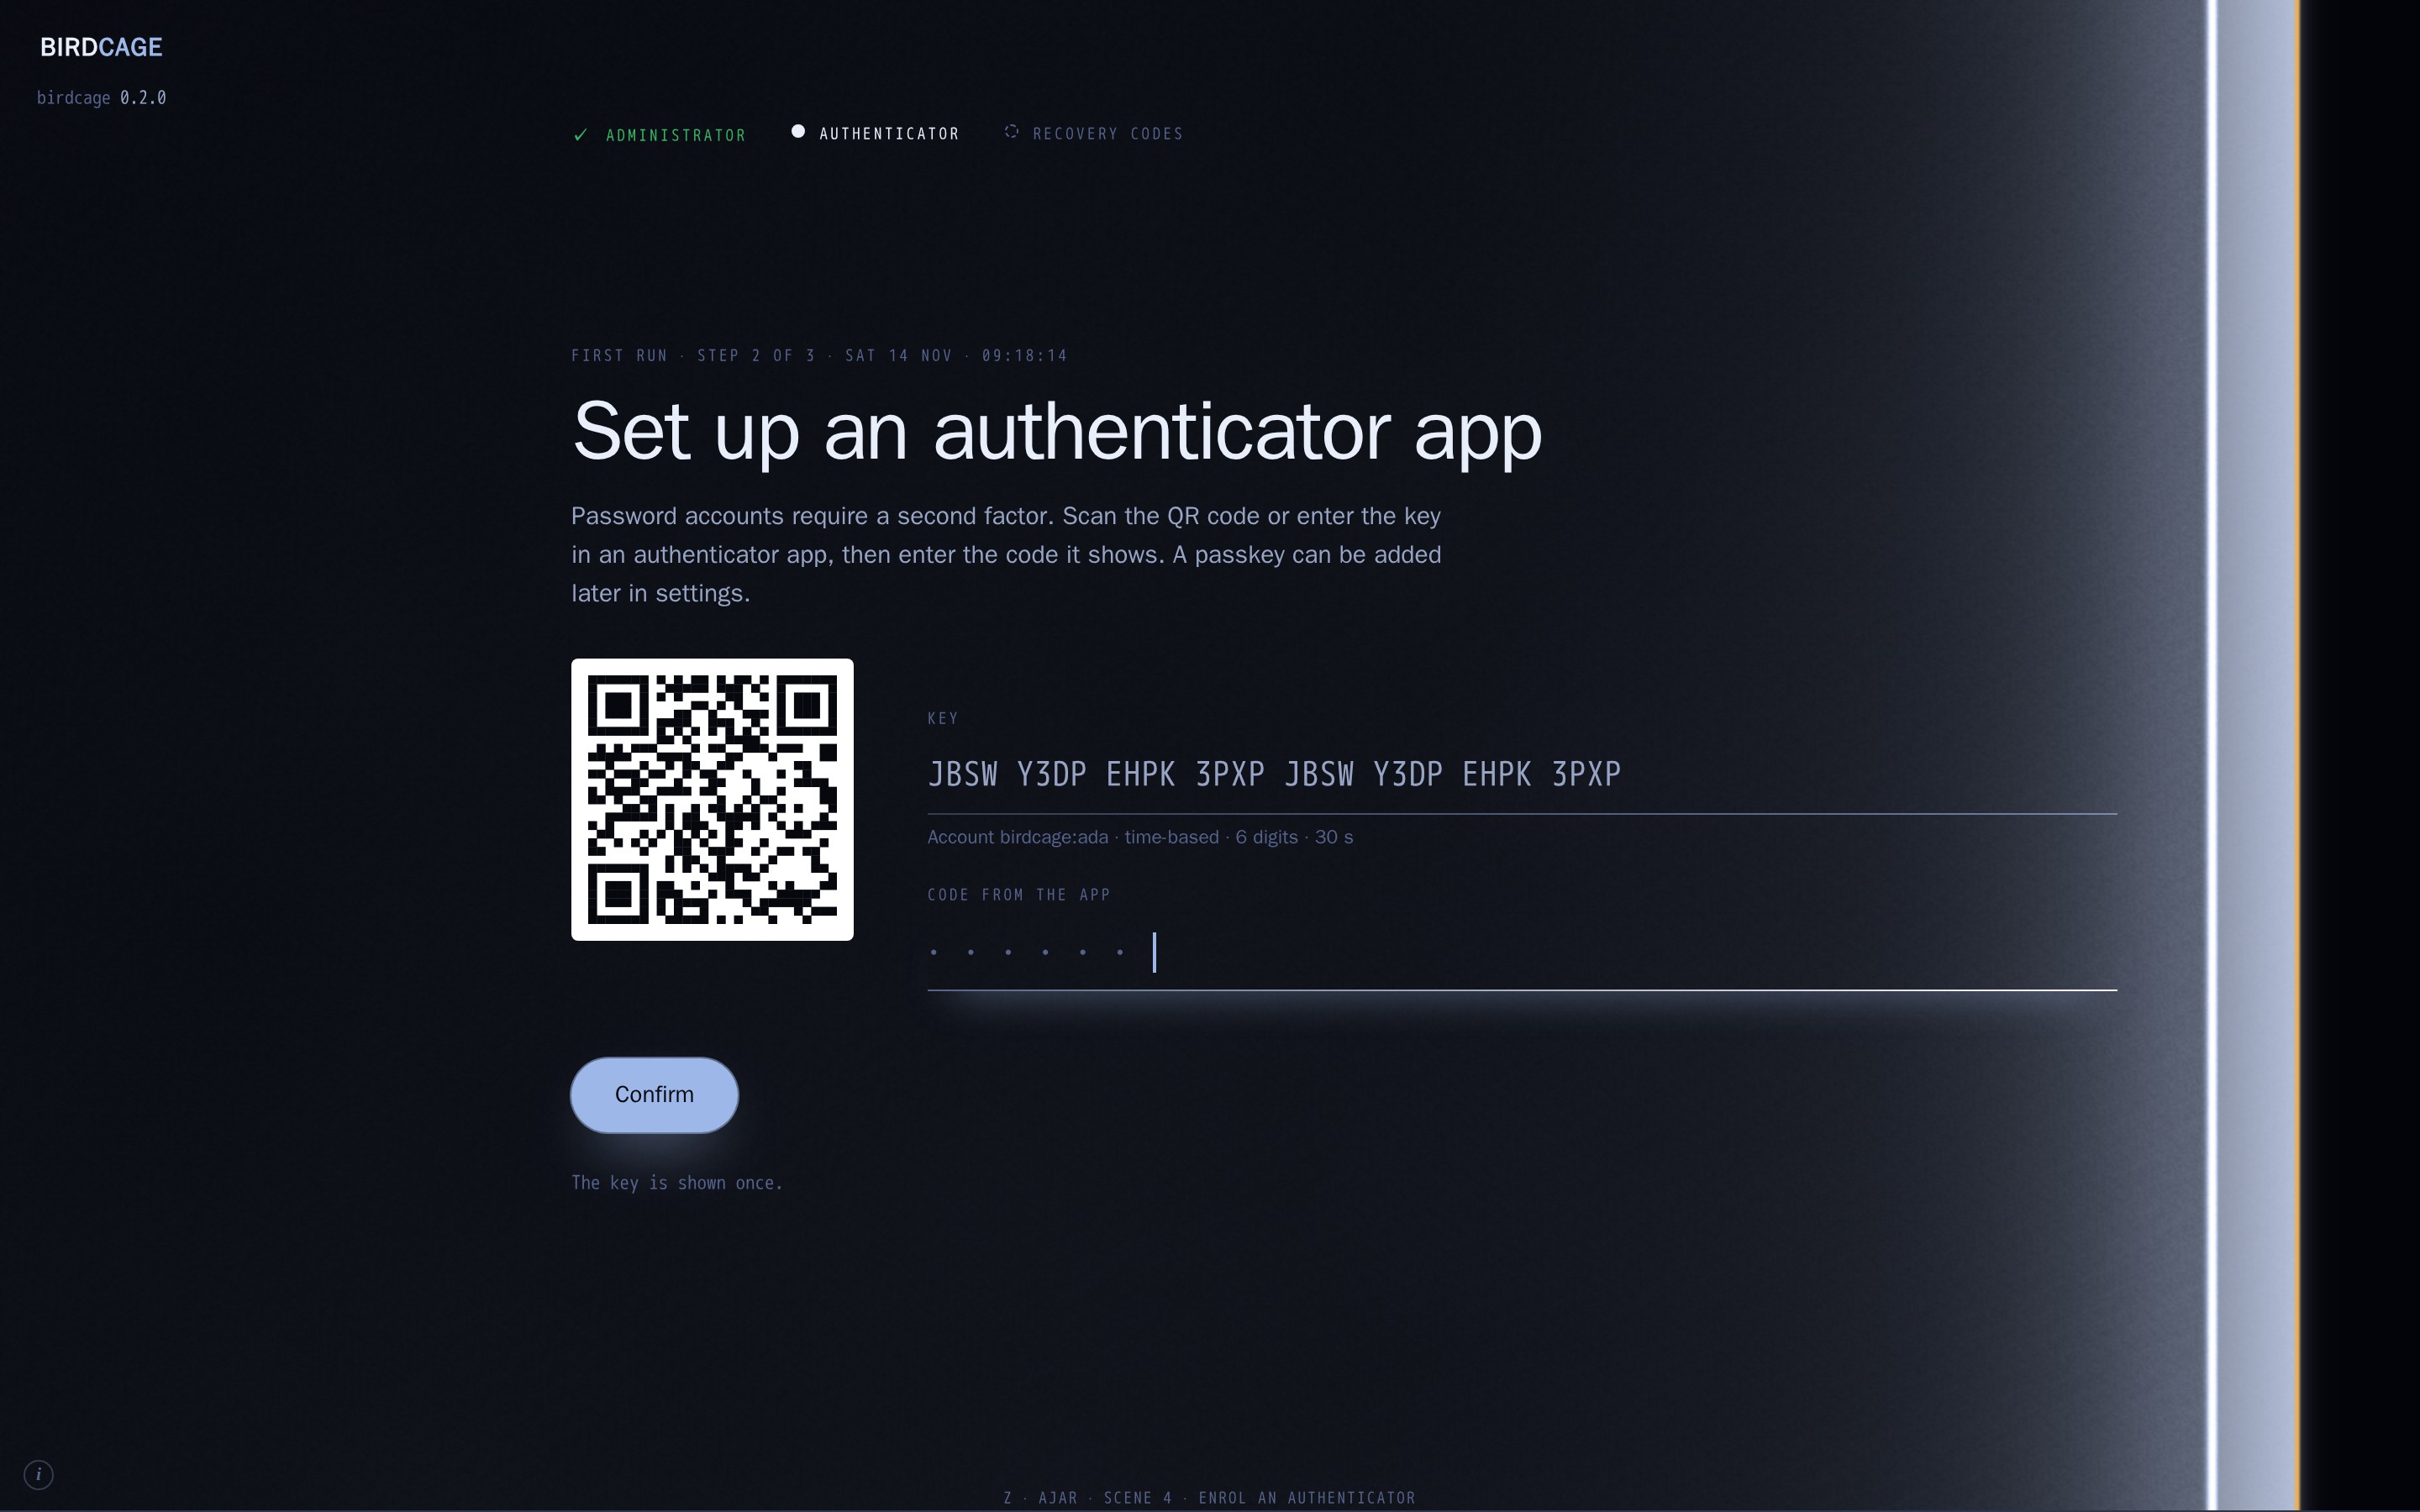 BIRDCAGE
birdcage 0.2.0
✓ ADMINISTRATOR AUTHENTICATOR RECOVERY CODES
FIRST RUN · STEP 2 OF 3 · SAT 14 NOV · 09:18:14
Set up an authenticator app
Password accounts require a second factor. Scan the QR code or enter the key
in an authenticator app, then enter the code it shows. A passkey can be added
later in settings.
KEY
JBSW Y3DP EHPK 3PXP JBSW Y3DP EHPK 3PXP
Account birdcage:ada · time-based · 6 digits · 30 s
CODE FROM THE APP
· · · · · ·
Confirm
The key is shown once.
i
Z · AJAR · SCENE 4 · ENROL AN AUTHENTICATOR